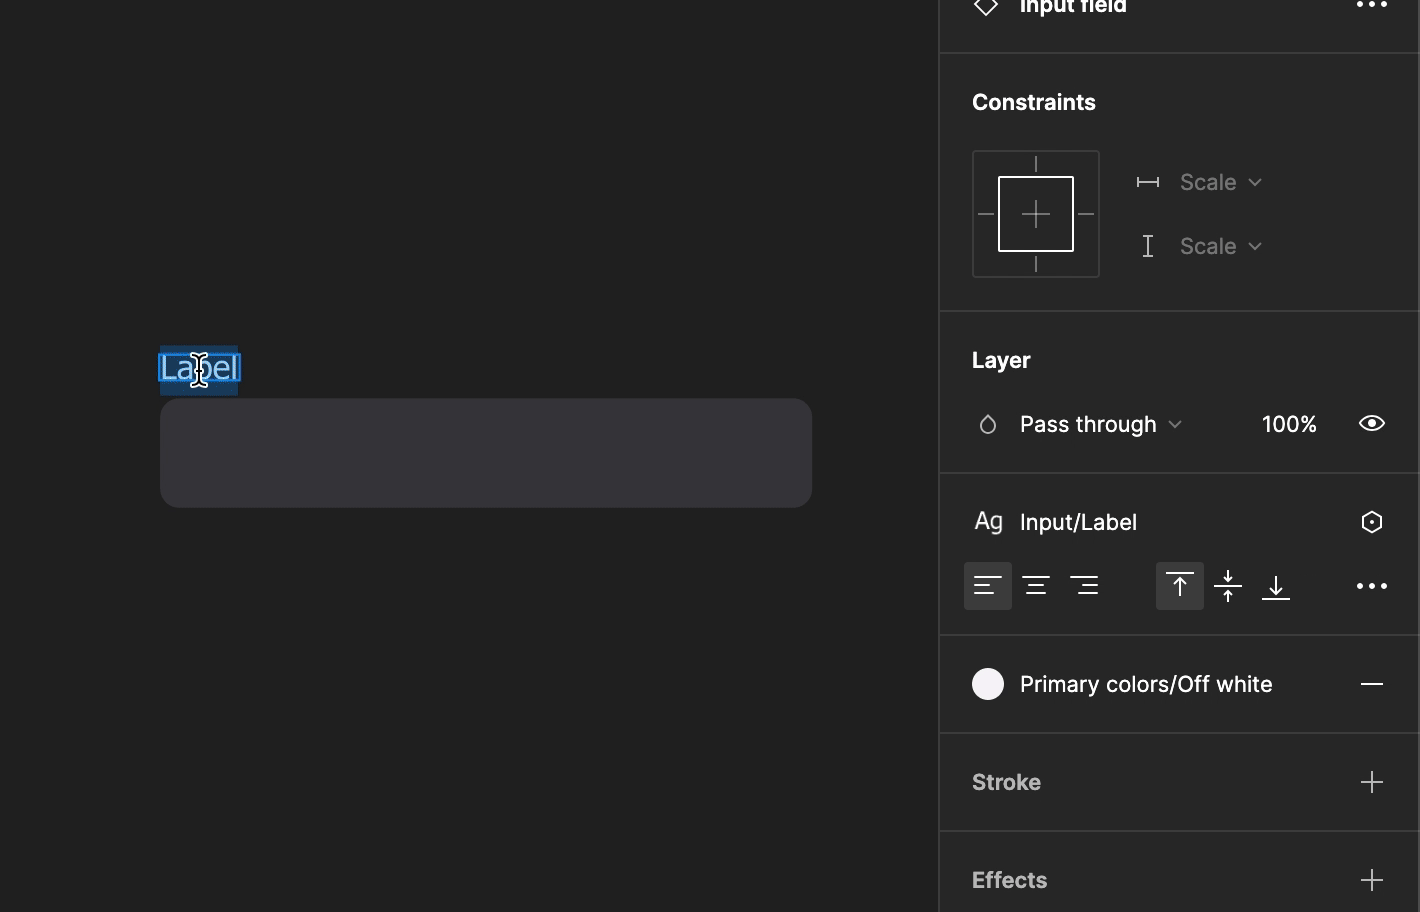 Input field
Constraints
Scale
Scale
Label
Layer
Pass through 100%
Ag Input/Label
Primary colors/Off white
Stroke
Effects